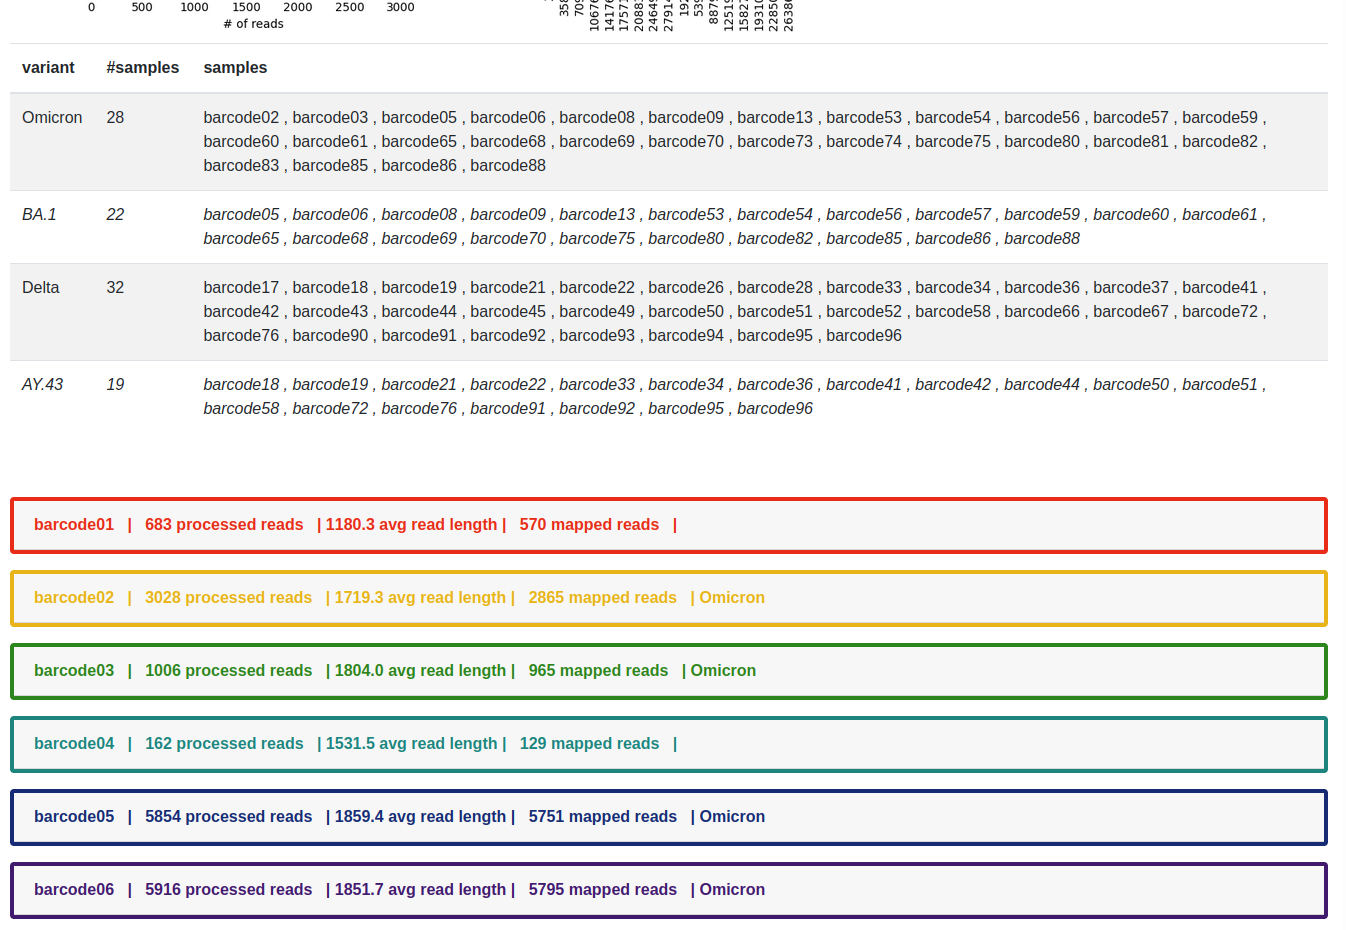 0 500 1000 1500 2000 2500 3000
# of reads
variant #samples samples
Omicron 28 barcode02 , barcode03 , barcode05 , barcode06 , barcode08 , barcode09 , barcode13 , barcode53 , barcode54 , barcode56 , barcode57 , barcode59 ,
barcode60 , barcode61 , barcode65 , barcode68 , barcode69 , barcode70 , barcode73 , barcode74 , barcode75 , barcode80 , barcode81 , barcode82 ,
barcode83 , barcode85 , barcode86 , barcode88
BA.1 22 barcode05 , barcode06 , barcode08 , barcode09 , barcode13 , barcode53 , barcode54 , barcode56 , barcode57 , barcode59 , barcode60 , barcode61 ,
barcode65 , barcode68 , barcode69 , barcode70 , barcode75 , barcode80 , barcode82 , barcode85 , barcode86 , barcode88
Delta 32 barcode17 , barcode18 , barcode19 , barcode21 , barcode22 , barcode26 , barcode28 , barcode33 , barcode34 , barcode36 , barcode37 , barcode41 ,
barcode42 , barcode43 , barcode44 , barcode45 , barcode49 , barcode50 , barcode51 , barcode52 , barcode58 , barcode66 , barcode67 , barcode72 ,
barcode76 , barcode90 , barcode91 , barcode92 , barcode93 , barcode94 , barcode95 , barcode96
AY.43 19 barcode18 , barcode19 , barcode21 , barcode22 , barcode33 , barcode34 , barcode36 , barcode41 , barcode42 , barcode44 , barcode50 , barcode51 ,
barcode58 , barcode72 , barcode76 , barcode91 , barcode92 , barcode95 , barcode96
barcode01 | 683 processed reads | 1180.3 avg read length | 570 mapped reads |
barcode02 | 3028 processed reads | 1719.3 avg read length | 2865 mapped reads | Omicron
barcode03 | 1006 processed reads | 1804.0 avg read length | 965 mapped reads | Omicron
barcode04 | 162 processed reads | 1531.5 avg read length | 129 mapped reads |
barcode05 | 5854 processed reads | 1859.4 avg read length | 5751 mapped reads | Omicron
barcode06 | 5916 processed reads | 1851.7 avg read length | 5795 mapped reads | Omicron